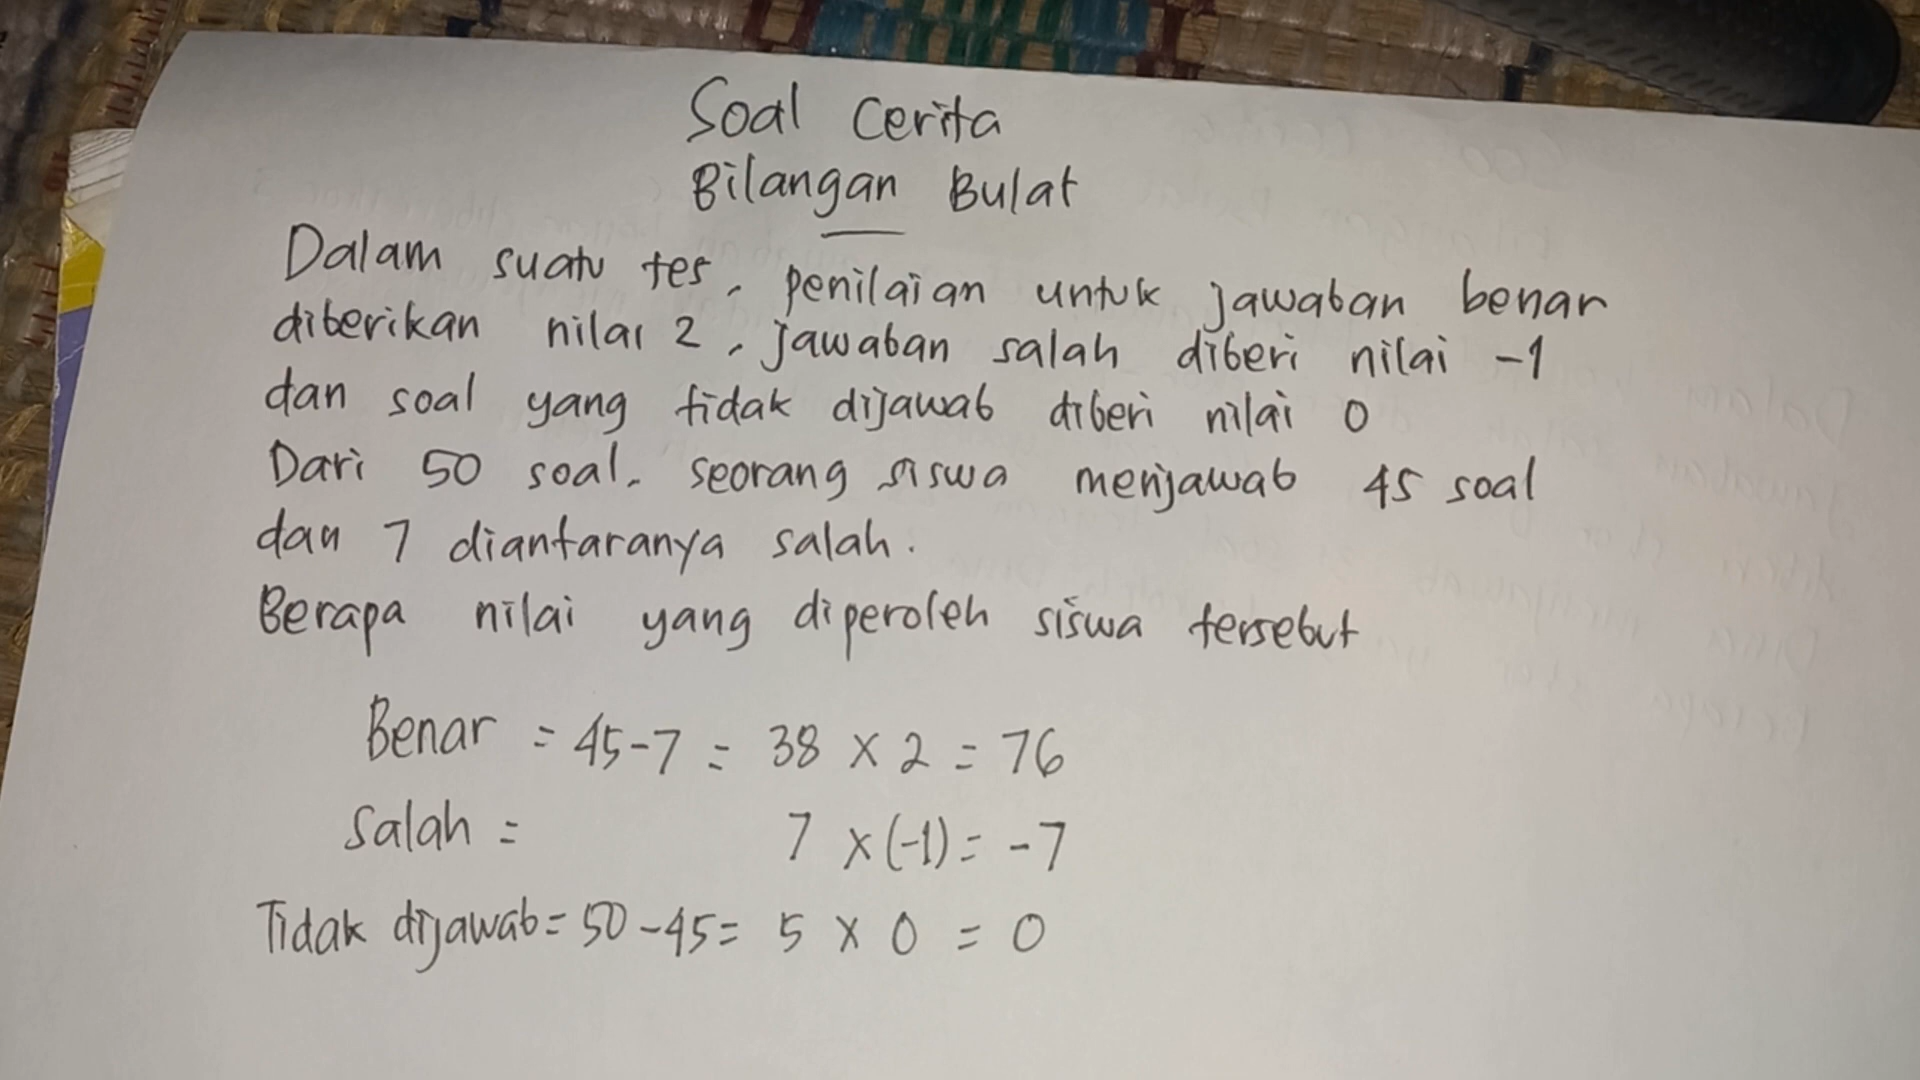 Soal Cerita
Bilangan Bulat
Dalam suatu tes, penilaian untuk jawaban benar
diberikan nilai 2, jawaban salah diberi nilai -1
dan soal yang tidak dijawab diberi nilai 0
Dari 50 soal, seorang siswa menjawab 45 soal
dan 7 diantaranya salah.
Berapa nilai yang diperoleh siswa tersebut
Benar = 45-7 = 38 x 2 = 76
Salah = 7 x (-1) = -7
Tidak dijawab = 50-45 = 5 x 0 = 0